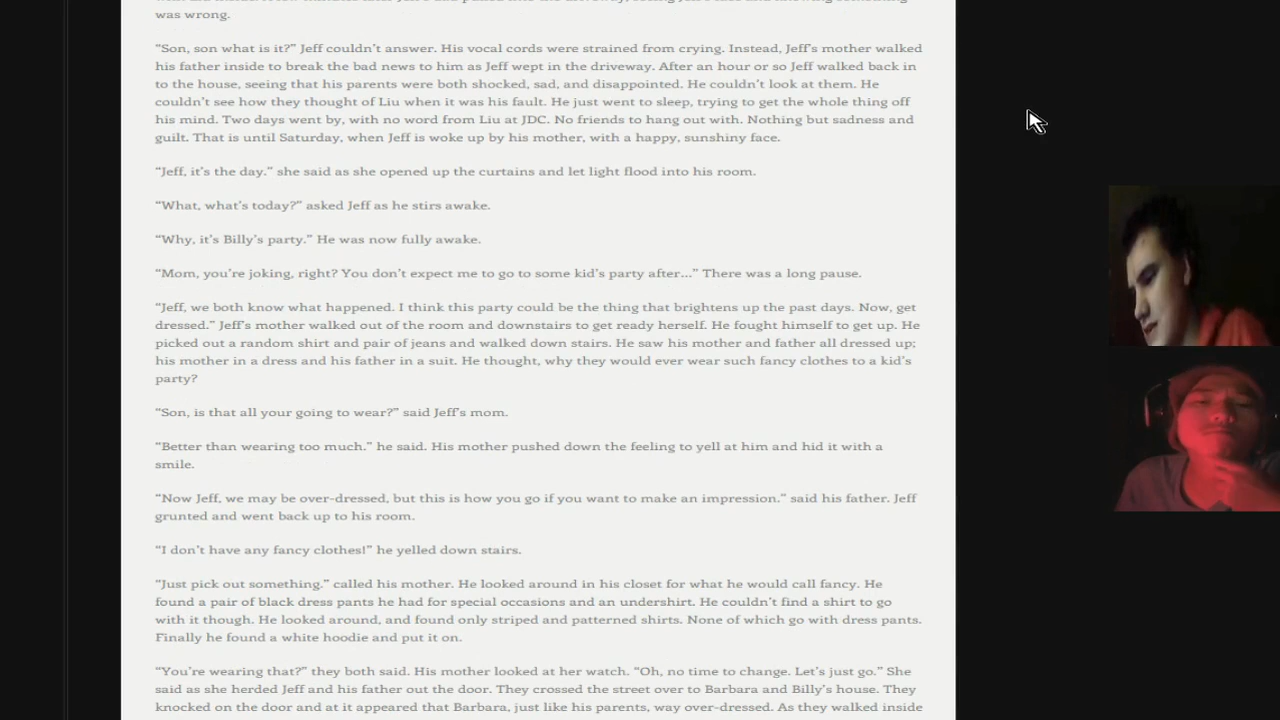 was wrong.
“Son, son what is it?” Jeff couldn’t answer. His vocal cords were strained from crying. Instead, Jeff’s mother walked
his father inside to break the bad news to him as Jeff wept in the driveway. After an hour or so Jeff walked back in
to the house, seeing that his parents were both shocked, sad, and disappointed. He couldn’t look at them. He
couldn’t see how they thought of Liu when it was his fault. He just went to sleep, trying to get the whole thing off
his mind. Two days went by, with no word from Liu at JDC. No friends to hang out with. Nothing but sadness and
guilt. That is until Saturday, when Jeff is woke up by his mother, with a happy, sunshiny face.
“Jeff, it’s the day.” she said as she opened up the curtains and let light flood into his room.
“What, what’s today?” asked Jeff as he stirs awake.
“Why, it’s Billy’s party.” He was now fully awake.
“Mom, you’re joking, right? You don’t expect me to go to some kid’s party after…” There was a long pause.
“Jeff, we both know what happened. I think this party could be the thing that brightens up the past days. Now, get
dressed.” Jeff’s mother walked out of the room and downstairs to get ready herself. He fought himself to get up. He
picked out a random shirt and pair of jeans and walked down stairs. He saw his mother and father all dressed up;
his mother in a dress and his father in a suit. He thought, why they would ever wear such fancy clothes to a kid’s
party?
“Son, is that all your going to wear?” said Jeff’s mom.
“Better than wearing too much.” he said. His mother pushed down the feeling to yell at him and hid it with a
smile.
“Now Jeff, we may be over-dressed, but this is how you go if you want to make an impression.” said his father. Jeff
grunted and went back up to his room.
“I don’t have any fancy clothes!” he yelled down stairs.
“Just pick out something.” called his mother. He looked around in his closet for what he would call fancy. He
found a pair of black dress pants he had for special occasions and an undershirt. He couldn’t find a shirt to go
with it though. He looked around, and found only striped and patterned shirts. None of which go with dress pants.
Finally he found a white hoodie and put it on.
“You’re wearing that?” they both said. His mother looked at her watch. “Oh, no time to change. Let’s just go.” She
said as she herded Jeff and his father out the door. They crossed the street over to Barbara and Billy’s house. They
knocked on the door and at it appeared that Barbara, just like his parents, way over-dressed. As they walked inside